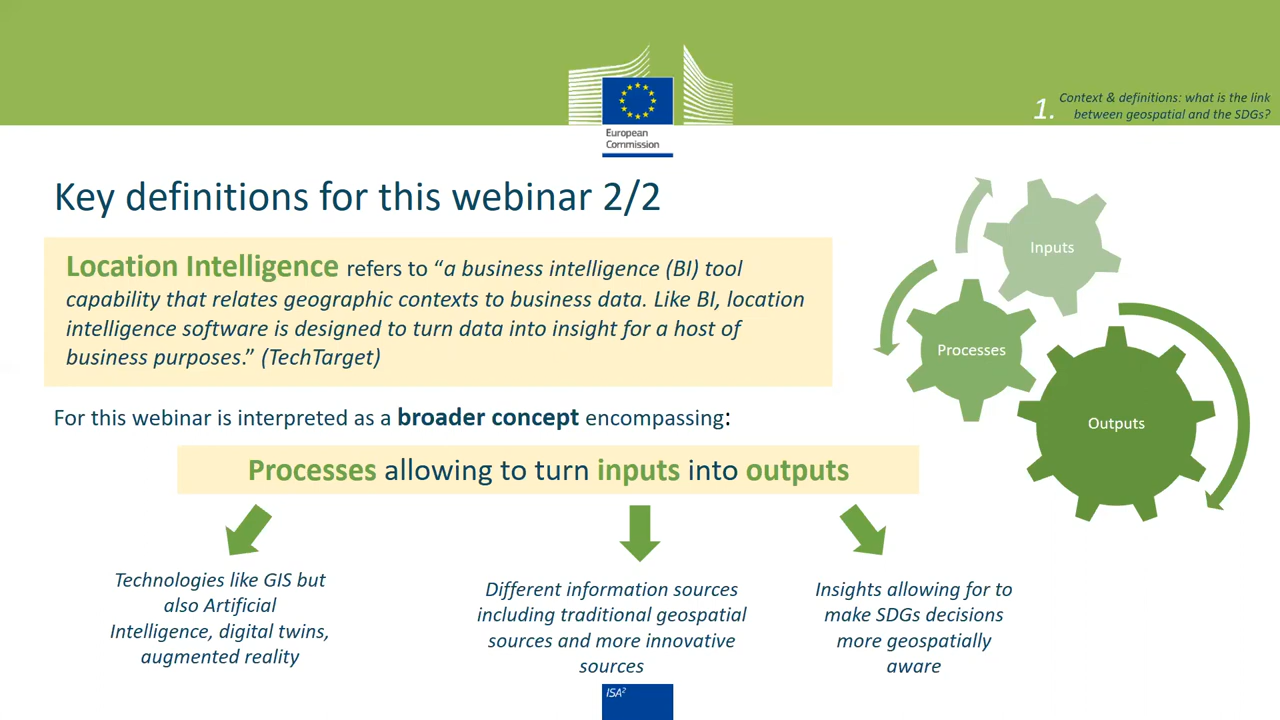 European
Commission
1.
Context & definitions: what is the link
between geospatial and the SDGs?
Key definitions for this webinar 2/2
Location Intelligence refers to “a business intelligence (BI) tool
capability that relates geographic contexts to business data. Like BI, location
intelligence software is designed to turn data into insight for a host of
business purposes.” (TechTarget)
Inputs
Processes
Outputs
For this webinar is interpreted as a broader concept encompassing:
Processes allowing to turn inputs into outputs
Technologies like GIS but
also Artificial
Intelligence, digital twins,
augmented reality
Different information sources
including traditional geospatial
sources and more innovative
sources
Insights allowing for to
make SDGs decisions
more geospatially
aware
ISA²